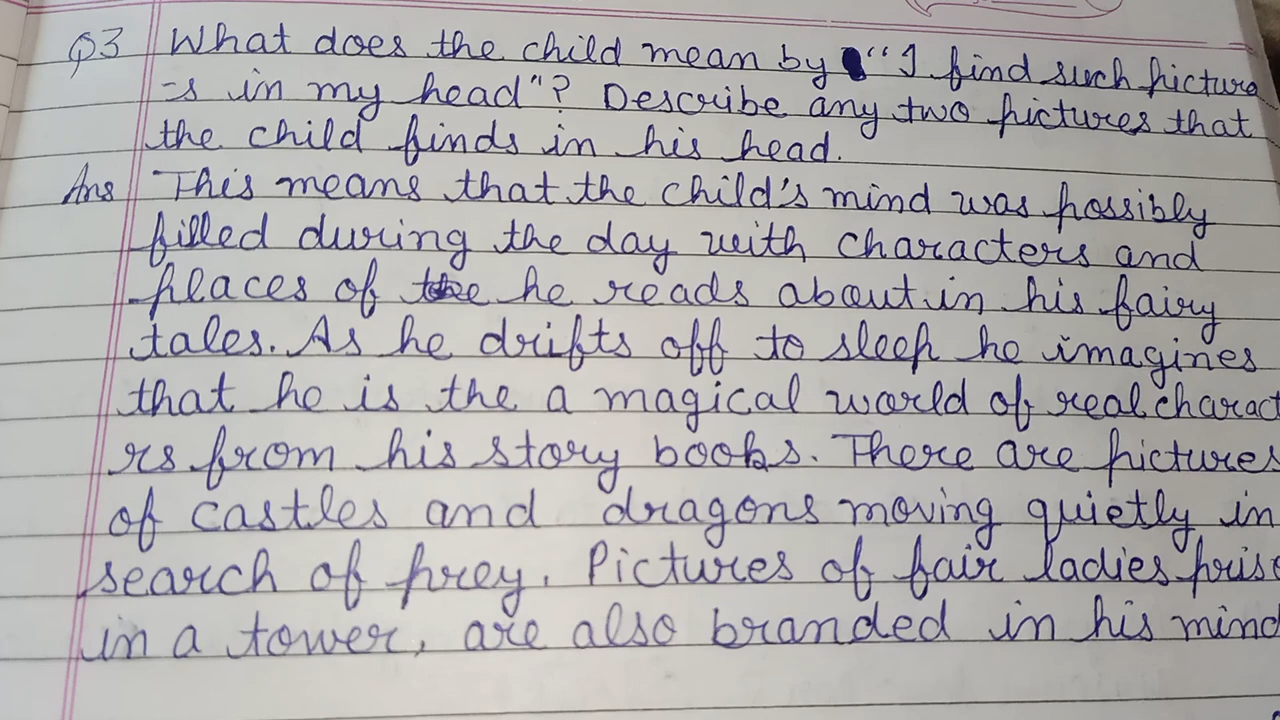 Q3 What does the child mean by "I find such picture
-s in my head"? Describe any two pictures that
the child finds in his head.
Ans This means that the child's mind was possibly
filled during the day with characters and
places of he reads about in his fairy
tales. As he drifts off to sleep he imagines
that he is the a magical world of real charact
rs from his story books. There are pictures
of castles and dragons moving quietly in
search of prey. Pictures of fair ladies pris
in a tower, are also branded in his mind